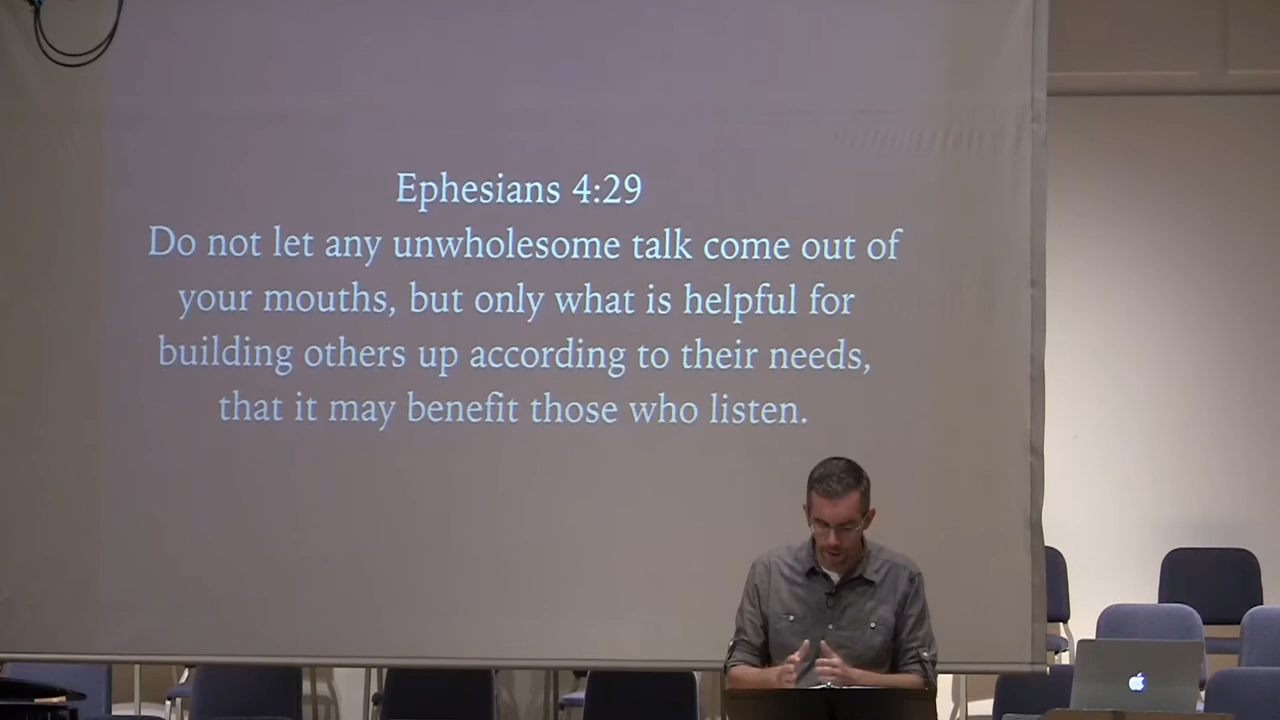 Ephesians 4:29
Do not let any unwholesome talk come out of
your mouths, but only what is helpful for
building others up according to their needs,
that it may benefit those who listen.